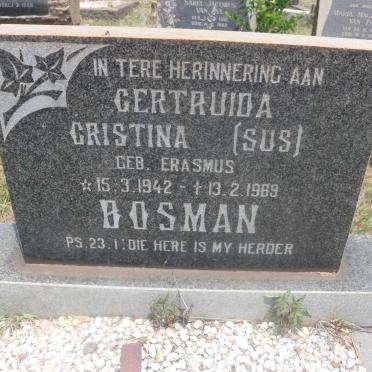 IN TERE HERINNERING AAN
GERTRUIDA
CRISTINA (SUS)
GEB. ERASMUS
☆15.3.1942 - ✝13.2.1969
BOSMAN
PS. 23.1: DIE HERE IS MY HERDER